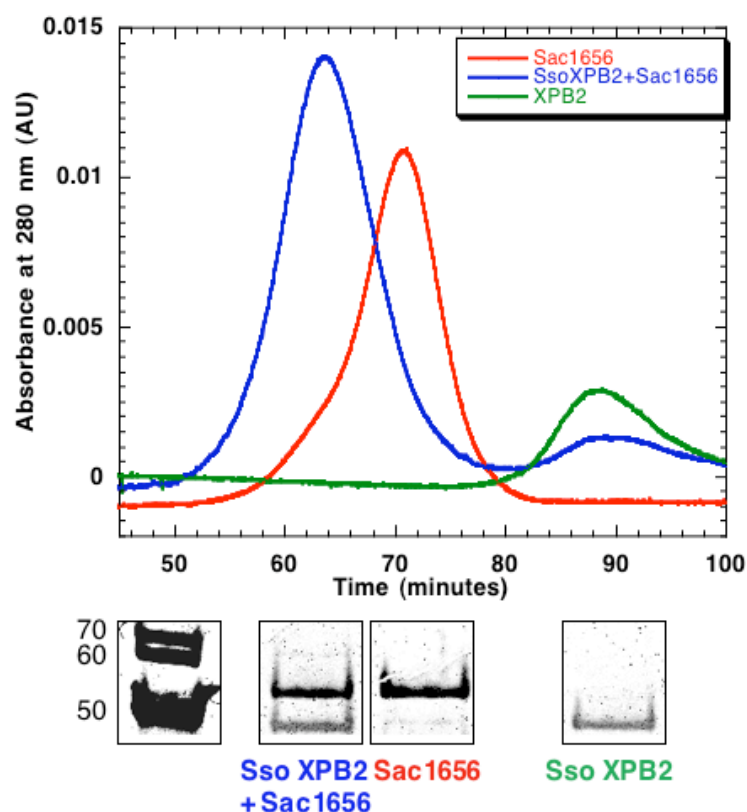 0.015
0.01
0.005
0
Absorbance at 280 nm (AU)
Sac1656
SsoXPB2+Sac1656
XPB2
50 60 70 80 90 100
Time (minutes)
70
60
50
Sso XPB2 Sac1656 Sso XPB2
+Sac1656